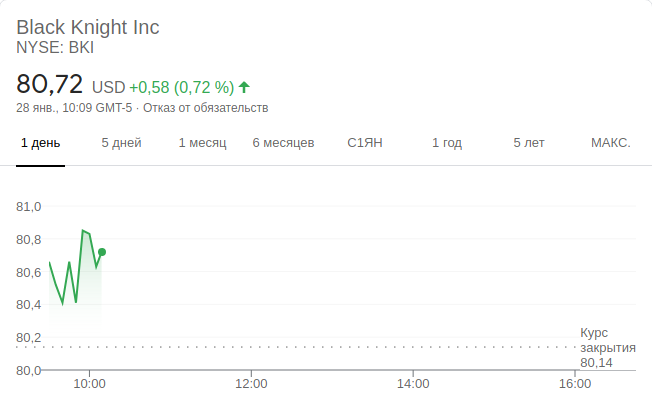 Black Knight Inc
NYSE: BKI
80,72 USD +0,58 (0,72 %)
28 янв., 10:09 GMT-5 · Отказ от обязательств
1 день 5 дней 1 месяц 6 месяцев С1ЯН 1 год 5 лет МАКС.
81,0
80,8
80,6
80,4
80,2
80,0
Курс
закрытия
80,14
10:00 12:00 14:00 16:00